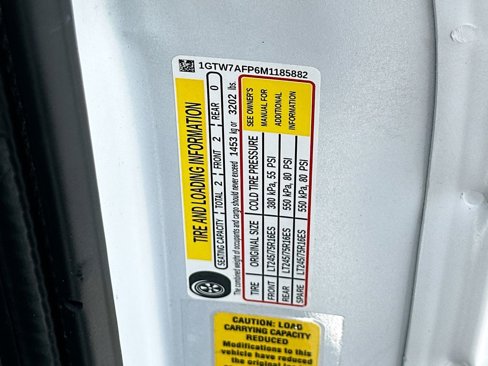 1GTW7AFP6M1185882
TIRE AND LOADING INFORMATION
SEATING CAPACITY TOTAL 2 FRONT 2 REAR 0
The combined weight of occupants and cargo should never exceed 1453 kg or 3202 lbs.
TIRE ORIGINAL SIZE COLD TIRE PRESSURE
FRONT LT245/75R16ES 380 kPa, 55 PSI
REAR LT245/75R16ES 550 kPa, 80 PSI
SPARE LT245/75R16ES 550 kPa, 80 PSI
SEE OWNER'S
MANUAL FOR
ADDITIONAL
INFORMATION
CAUTION: LOAD
CARRYING CAPACITY
REDUCED
Modifications to this
vehicle have reduced
the original